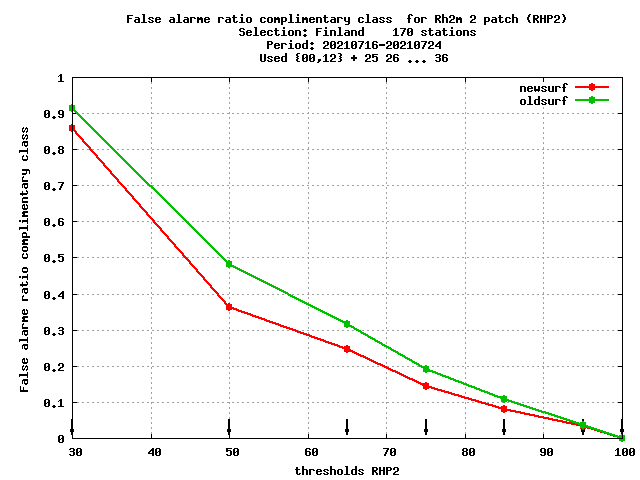 False alarme ratio complimentary class  for Rh2m 2 patch (RHP2)
Selection: Finland    170 stations
Period: 20210716-20210724
Used {00,12} + 25 26 ... 36
newsurf
oldsurf
False alarme ratio complimentary class
1
0.9
0.8
0.7
0.6
0.5
0.4
0.3
0.2
0.1
0
30 40 50 60 70 80 90 100
thresholds RHP2